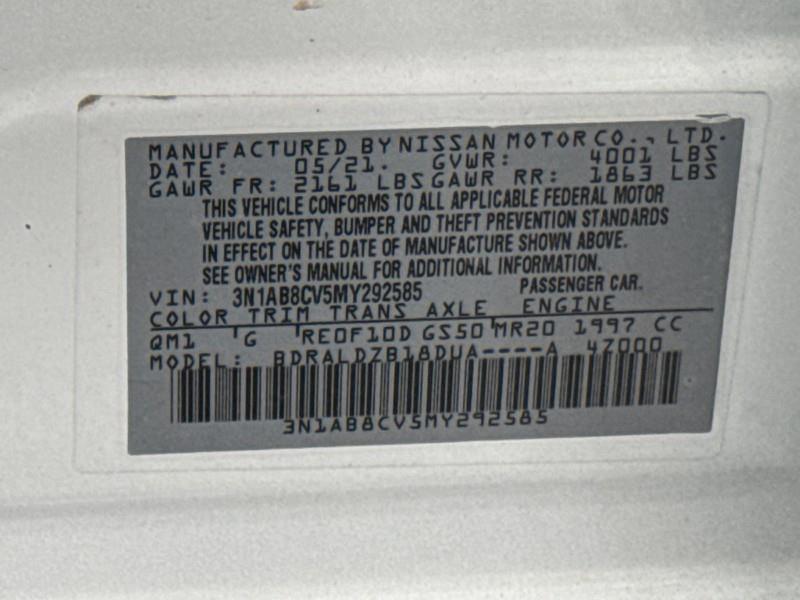 MANUFACTURED BY NISSAN MOTOR CO., LTD.
DATE: 05/21. GVWR: 4001 LBS
GAWR FR: 2161 LBS GAWR RR: 1863 LBS
THIS VEHICLE CONFORMS TO ALL APPLICABLE FEDERAL MOTOR
VEHICLE SAFETY, BUMPER AND THEFT PREVENTION STANDARDS
IN EFFECT ON THE DATE OF MANUFACTURE SHOWN ABOVE.
SEE OWNER'S MANUAL FOR ADDITIONAL INFORMATION.
VIN: 3N1AB8CV5MY292585 PASSENGER CAR.
COLOR TRIM TRANS AXLE ENGINE
QM1 G RE0F10D GS50 MR20 1997 CC
MODEL: BDRALDZB18DUA----A 4Z000
3N1AB8CV5MY292585